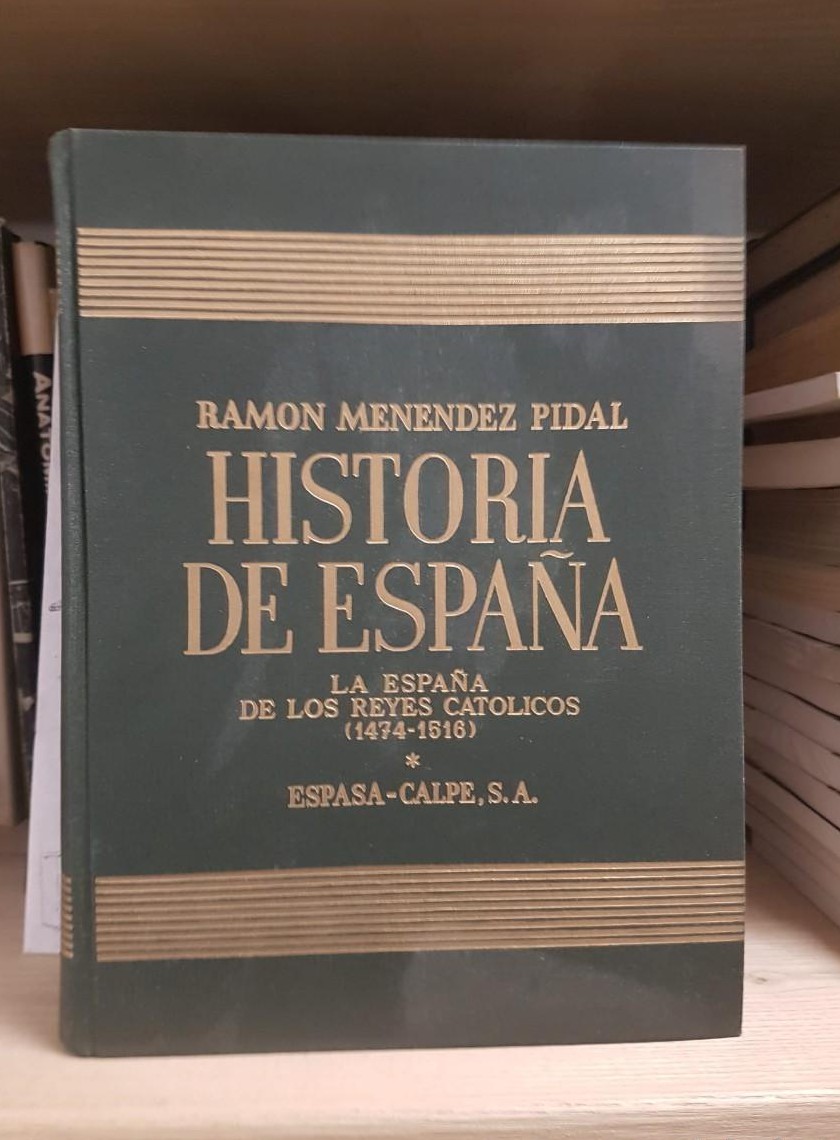 RAMON MENENDEZ PIDAL
HISTORIA
DE ESPAÑA
LA ESPAÑA
DE LOS REYES CATOLICOS
(1474-1516)
*
ESPASA-CALPE, S.A.